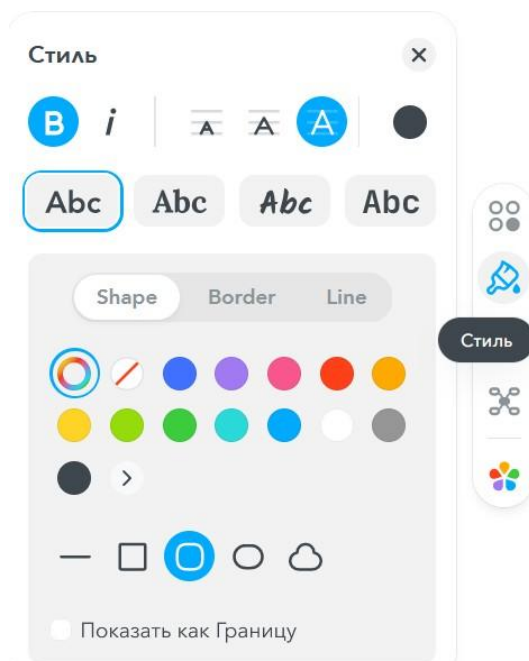 Стиль
B i A A A
Abc Abc Abc Abc
Shape Border Line
Стиль
Показать как Границу